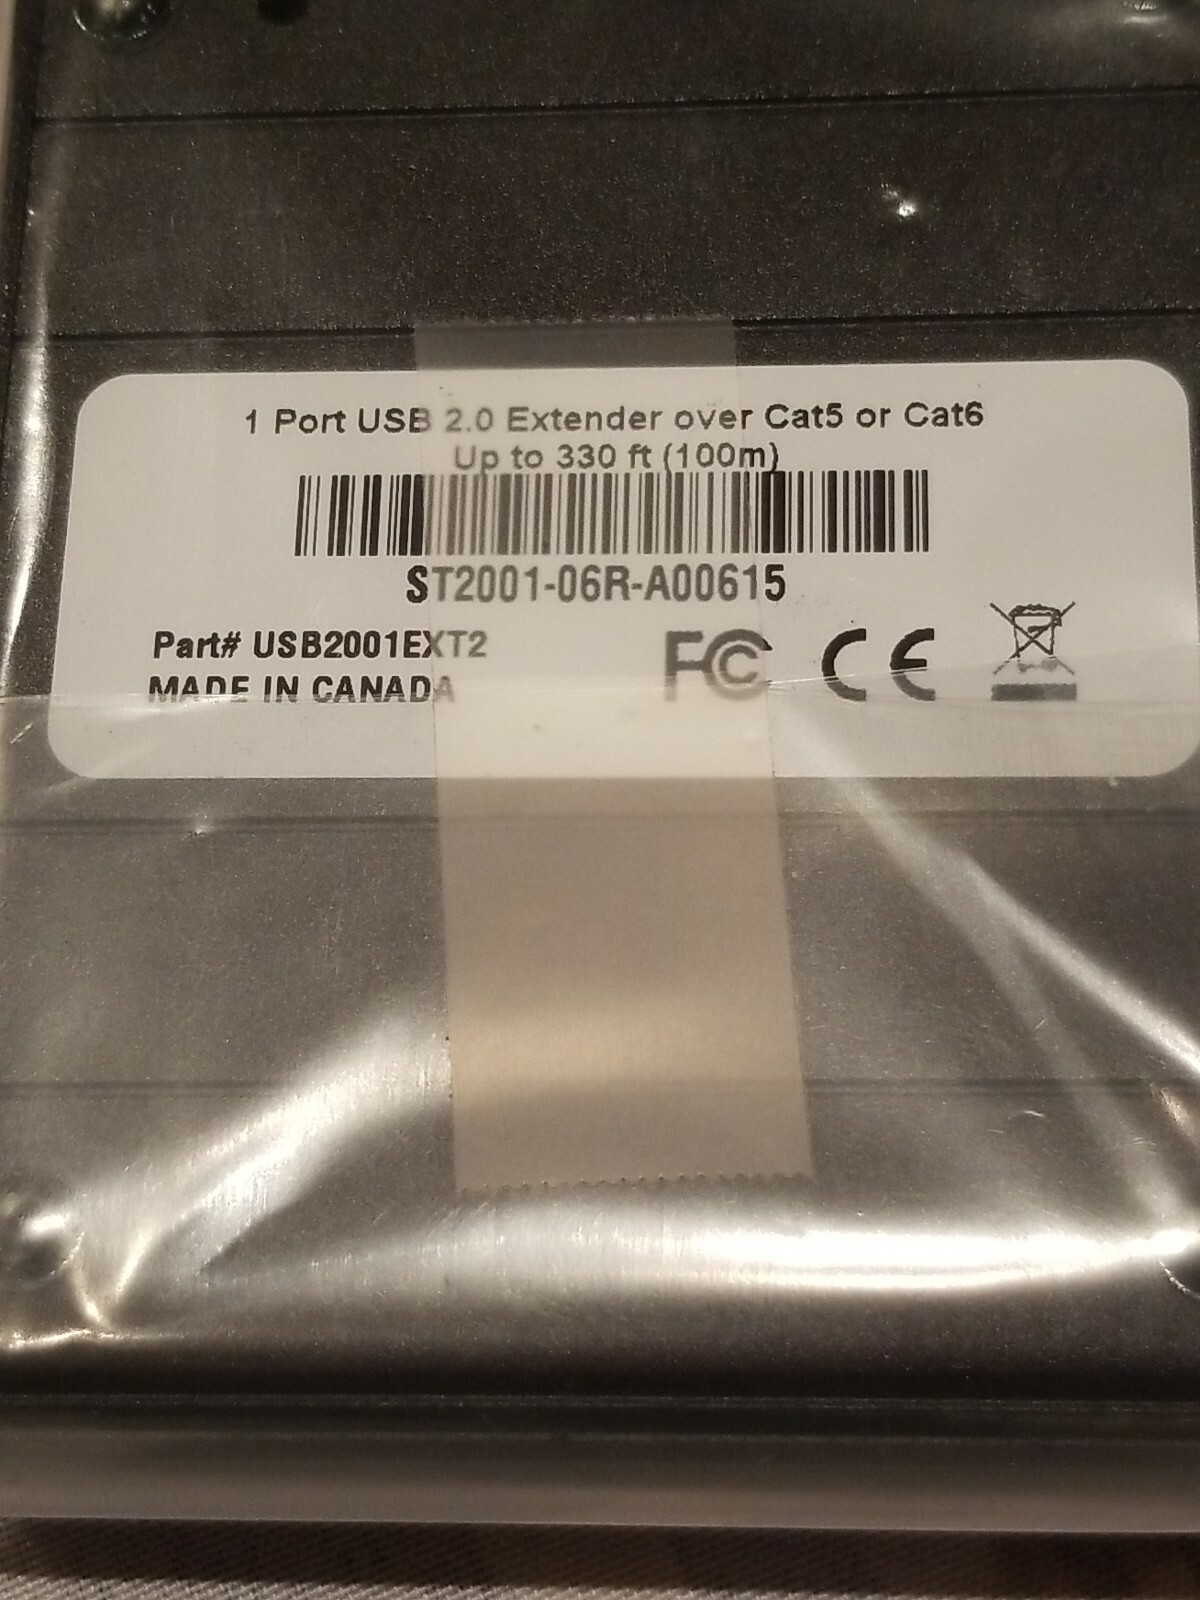 1 Port USB 2.0 Extender over Cat5 or Cat6
Up to 330 ft (100m)
ST2001-06R-A00615
Part# USB2001EXT2
MADE IN CANADA
FC CE